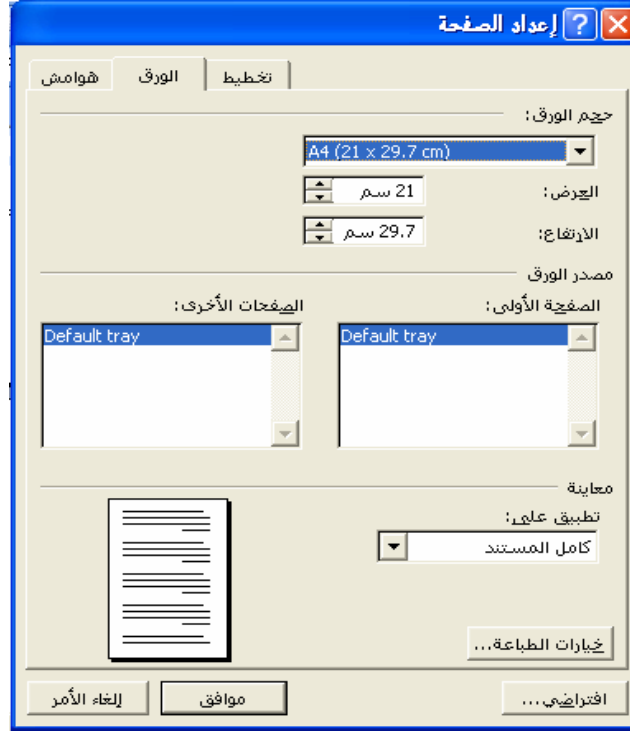 إعداد الصفحة
هوامش
الورق
تخطيط
حجم الورق:
A4 (21 x 29.7 cm)
العرض:
21 سم
الارتفاع:
29.7 سم
مصدر الورق
الصفحة الأولى:
الصفحات الأخرى:
Default tray
Default tray
معاينة
تطبيق على:
كامل المستند
خيارات الطباعة...
افتراضي...
موافق
إلغاء الأمر